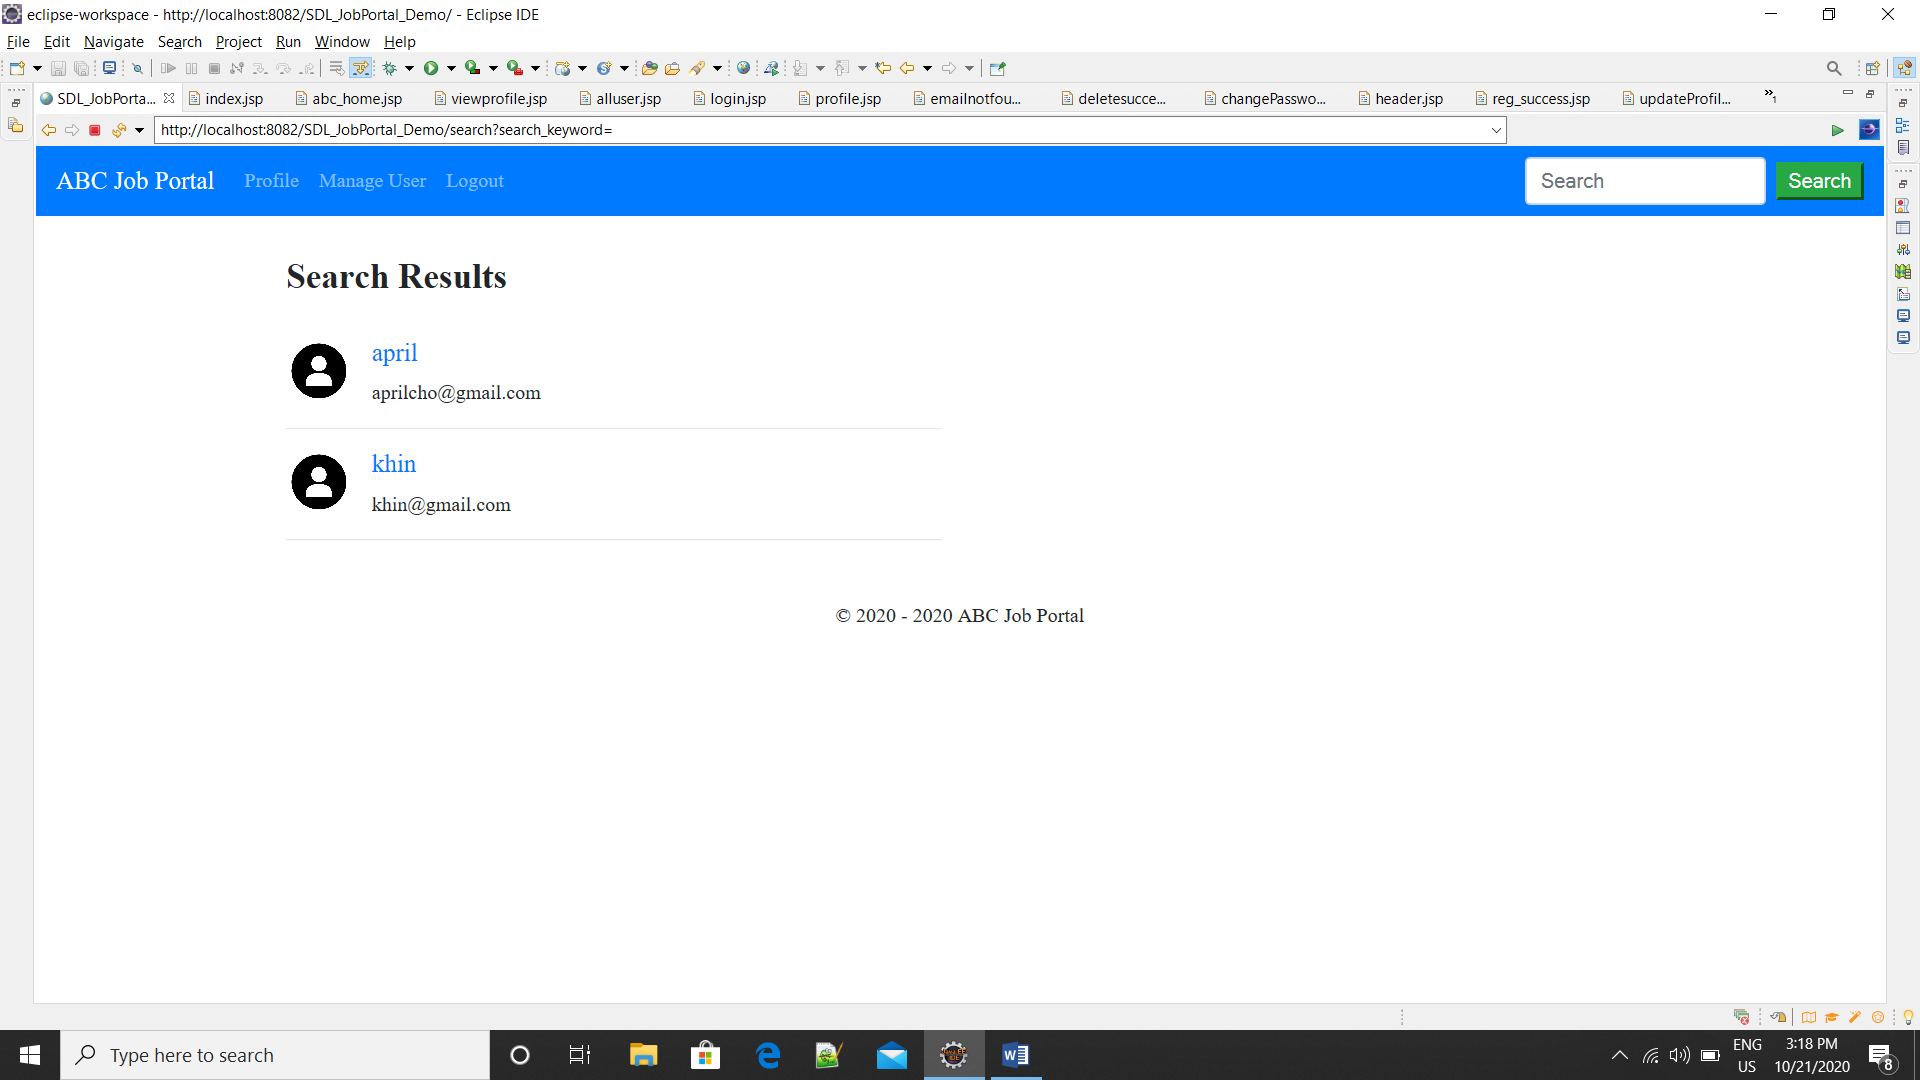 eclipse-workspace - http://localhost:8082/SDL_JobPortal_Demo/ - Eclipse IDE
File Edit Navigate Search Project Run Window Help
SDL_JobPorta... index.jsp abc_home.jsp viewprofile.jsp alluser.jsp login.jsp profile.jsp emailnotfou... deletesucce... changePasswo... header.jsp reg_success.jsp updateProfil... »1
http://localhost:8082/SDL_JobPortal_Demo/search?search_keyword=
ABC Job Portal Profile Manage User Logout Search Search
Search Results
april
aprilcho@gmail.com
khin
khin@gmail.com
© 2020 - 2020 ABC Job Portal
Type here to search
ENG
US
3:18 PM
10/21/2020
8